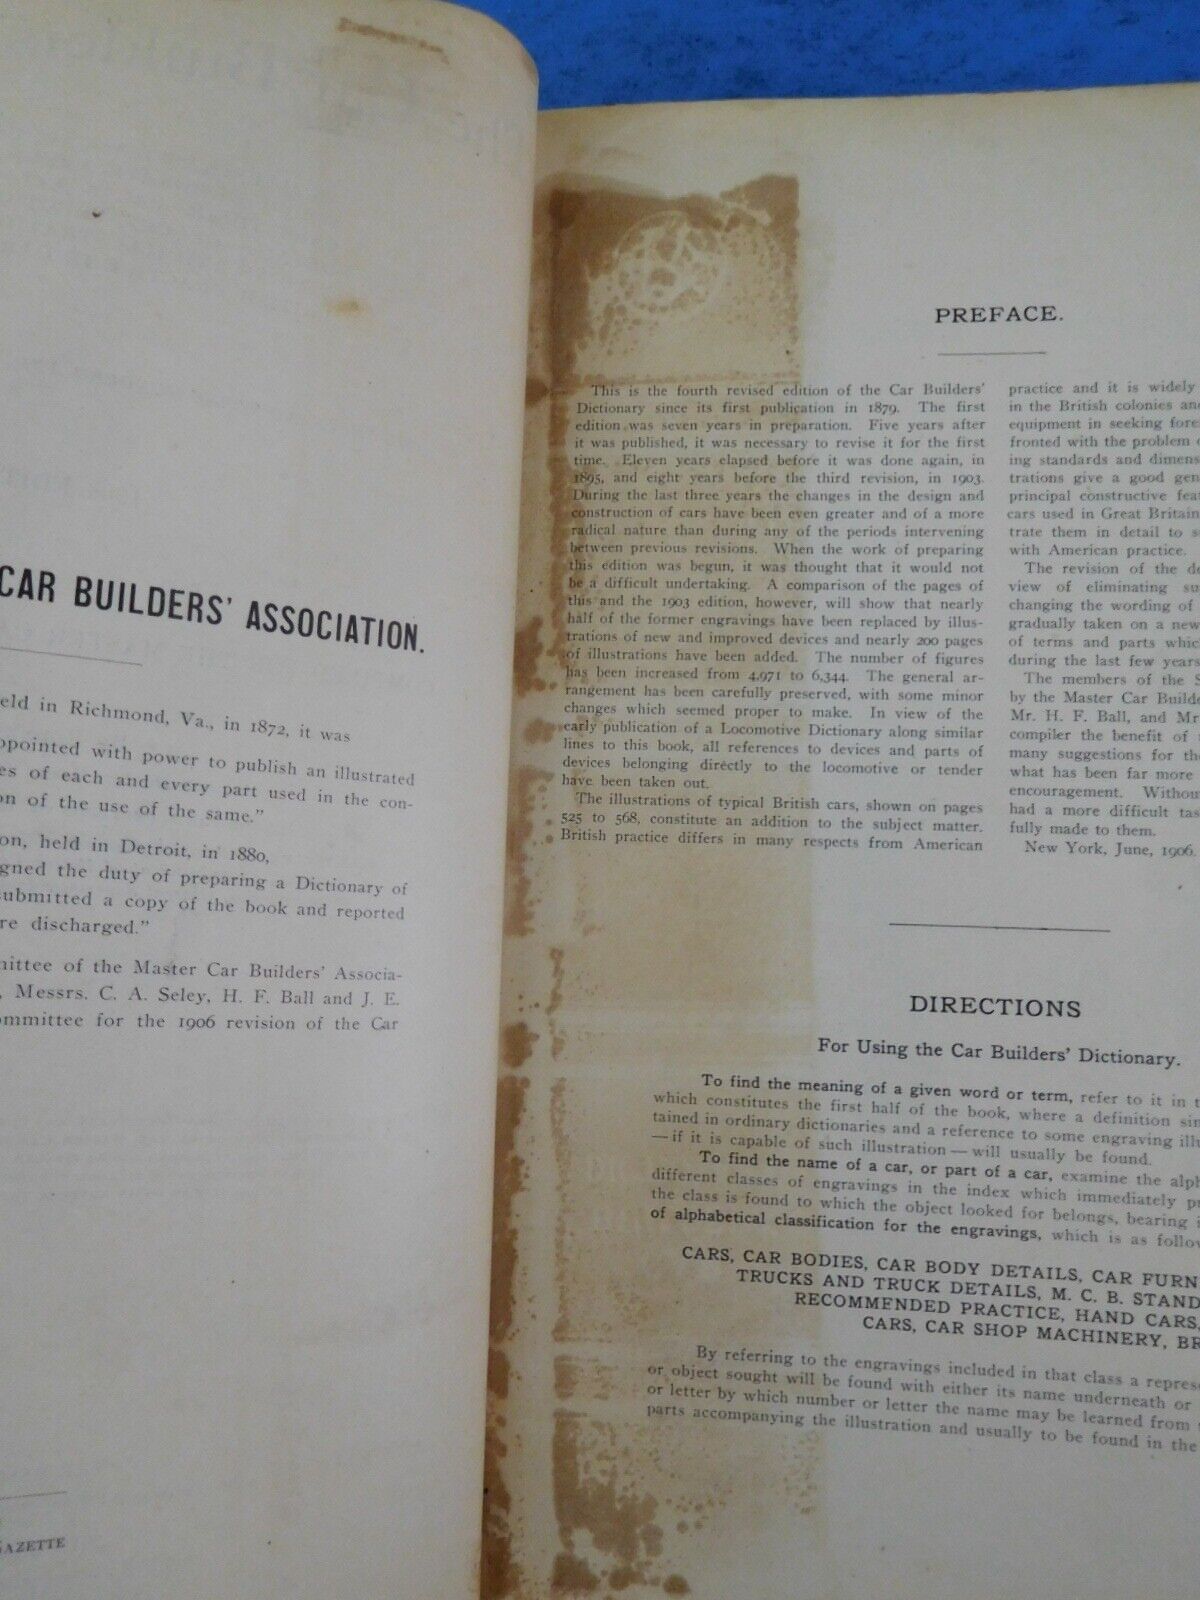 CAR BUILDERS' ASSOCIATION.
eld in Richmond, Va., in 1872, it was
ppointed with power to publish an illustrated
es of each and every part used in the con-
on of the use of the same."
on, held in Detroit, in 1880,
gned the duty of preparing a Dictionary of
submitted a copy of the book and reported
re discharged."
mittee of the Master Car Builders' Associa-
, Messrs. C. A. Seley, H. F. Ball and J. E.
ommittee for the 1906 revision of the Car
GAZETTE
PREFACE.
This is the fourth revised edition of the Car Builders'
Dictionary since its first publication in 1879. The first
edition was seven years in preparation. Five years after
it was published, it was necessary to revise it for the first
time. Eleven years elapsed before it was done again, in
1895, and eight years before the third revision, in 1903.
During the last three years the changes in the design and
construction of cars have been even greater and of a more
radical nature than during any of the periods intervening
between previous revisions. When the work of preparing
this edition was begun, it was thought that it would not
be a difficult undertaking. A comparison of the pages of
this and the 1903 edition, however, will show that nearly
half of the former engravings have been replaced by illus-
trations of new and improved devices and nearly 200 pages
of illustrations have been added. The number of figures
has been increased from 4,971 to 6,344. The general ar-
rangement has been carefully preserved, with some minor
changes which seemed proper to make. In view of the
early publication of a Locomotive Dictionary along similar
lines to this book, all references to devices and parts of
devices belonging directly to the locomotive or tender
have been taken out.
The illustrations of typical British cars, shown on pages
525 to 568, constitute an addition to the subject matter.
British practice differs in many respects from American
practice and it is widely
in the British colonies and
equipment in seeking fore
fronted with the problem o
ing standards and dimens
trations give a good gen
principal constructive fea
cars used in Great Britain
trate them in detail to s
with American practice.
The revision of the de
view of eliminating su
changing the wording of
gradually taken on a new
of terms and parts which
during the last few years
The members of the S
by the Master Car Builde
Mr. H. F. Ball, and Mr
compiler the benefit of
many suggestions for the
what has been far more
encouragement. Without
had a more difficult tas
fully made to them.
New York, June, 1906.
DIRECTIONS
For Using the Car Builders' Dictionary.
To find the meaning of a given word or term, refer to it in t
which constitutes the first half of the book, where a definition sim
tained in ordinary dictionaries and a reference to some engraving illu
—if it is capable of such illustration—will usually be found.
To find the name of a car, or part of a car, examine the alph
different classes of engravings in the index which immediately p
the class is found to which the object looked for belongs, bearing i
of alphabetical classification for the engravings, which is as follow
CARS, CAR BODIES, CAR BODY DETAILS, CAR FURN
TRUCKS AND TRUCK DETAILS, M. C. B. STAND
RECOMMENDED PRACTICE, HAND CARS,
CARS, CAR SHOP MACHINERY, BR
By referring to the engravings included in that class a represe
or object sought will be found with either its name underneath or
or letter by which number or letter the name may be learned from
parts accompanying the illustration and usually to be found in the